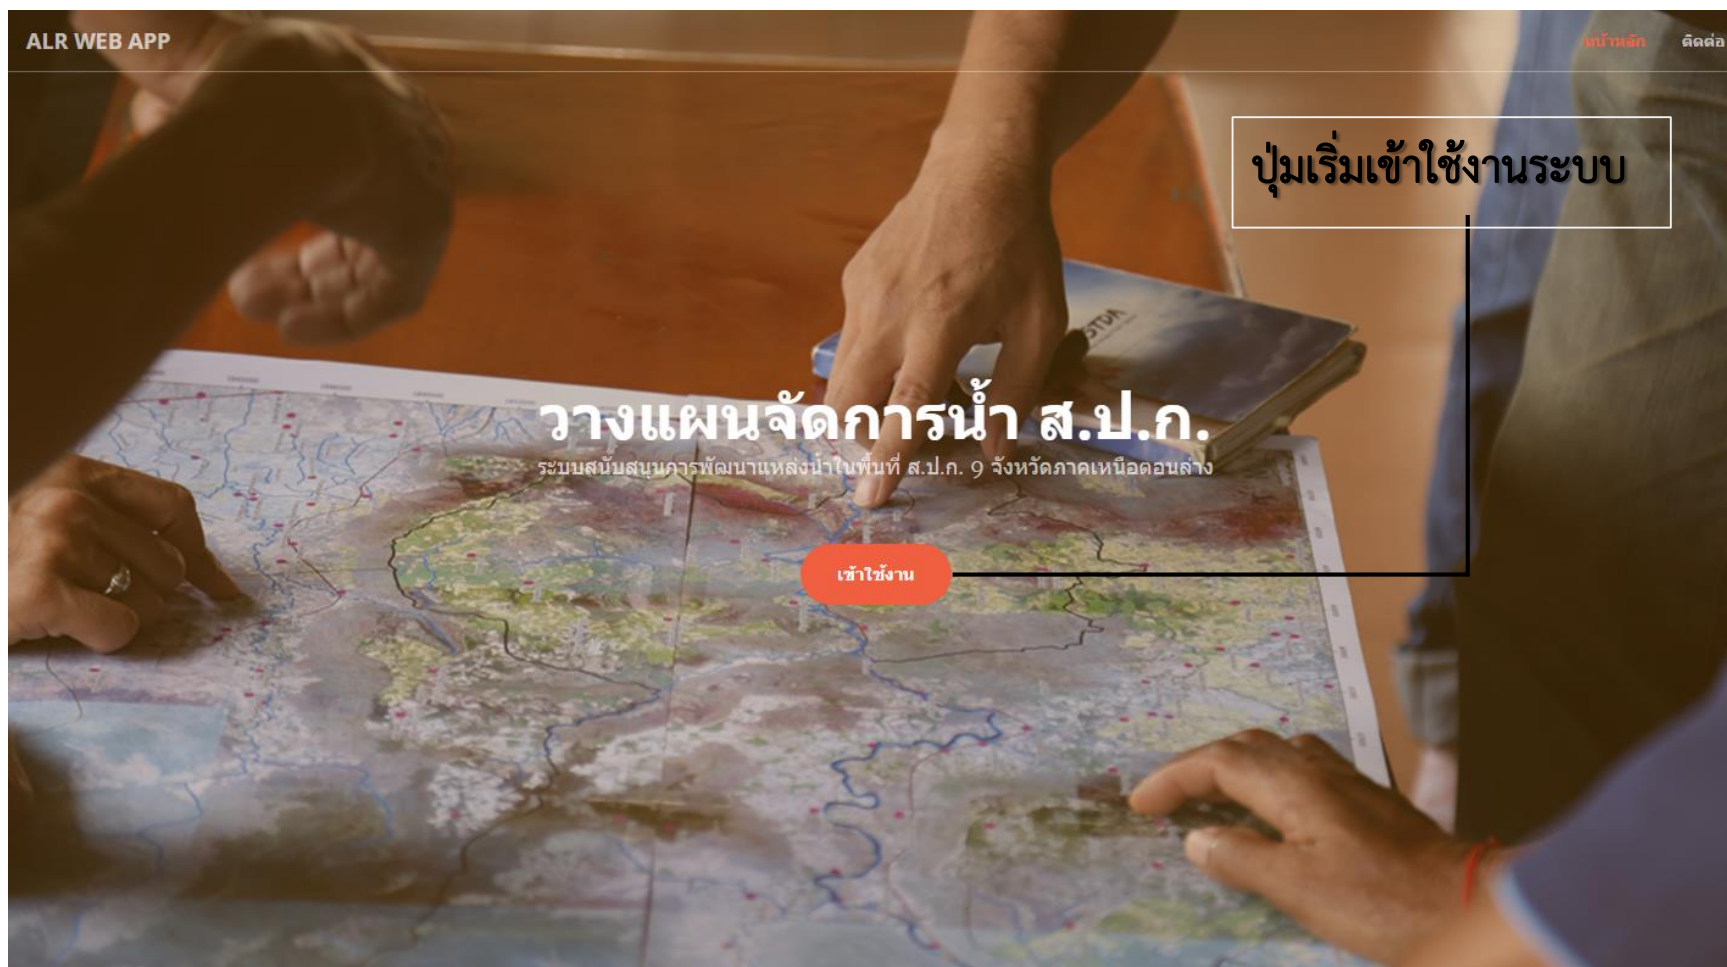 ALR WEB APP
หน้าหลัก
ติดต่อ
ปุ่มเริ่มเข้าใช้งานระบบ
วางแผนจัดการน้ำ ส.ป.ก.
ระบบสนับสนุนการพัฒนาแหล่งน้ำในพื้นที่ ส.ป.ก. 9 จังหวัดภาคเหนือตอนล่าง
เข้าใช้งาน